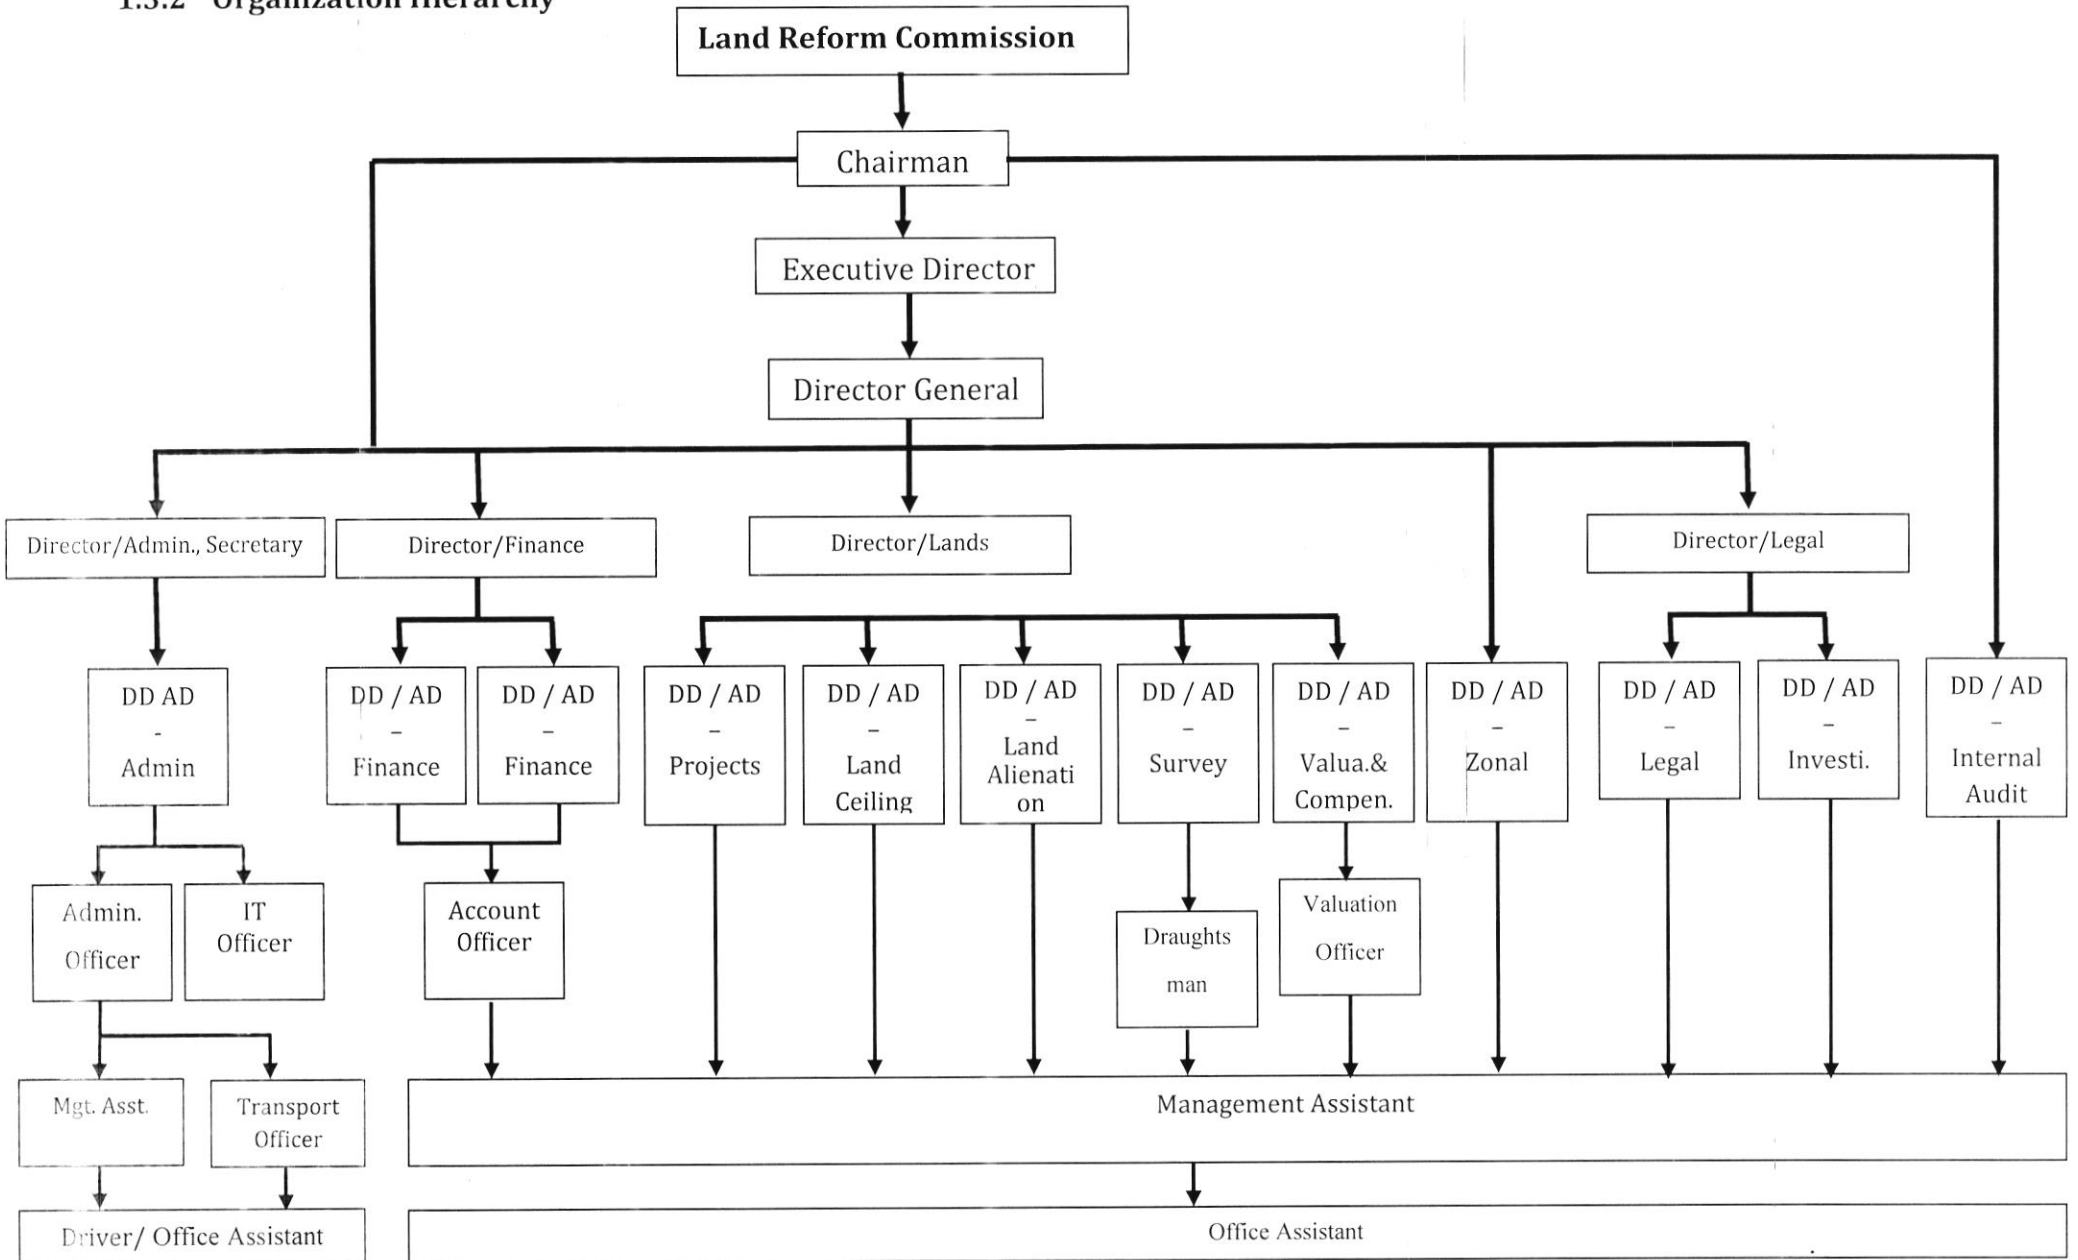 1.3.2 Organization Hierarchy
Land Reform Commission
Chairman
Executive Director
Director General
Director/Admin., Secretary
Director/Finance
Director/Lands
Director/Legal
DD AD
-
Admin
DD / AD
–
Finance
DD / AD
–
Finance
DD / AD
–
Projects
DD / AD
–
Land
Ceiling
DD / AD
–
Land
Alienati
on
DD / AD
–
Survey
DD / AD
–
Valua.&
Compen.
DD / AD
–
Zonal
DD / AD
–
Legal
DD / AD
–
Investi.
DD / AD
–
Internal
Audit
Admin.
Officer
IT
Officer
Account
Officer
Draughts
man
Valuation
Officer
Mgt. Asst.
Transport
Officer
Management Assistant
Driver/ Office Assistant
Office Assistant